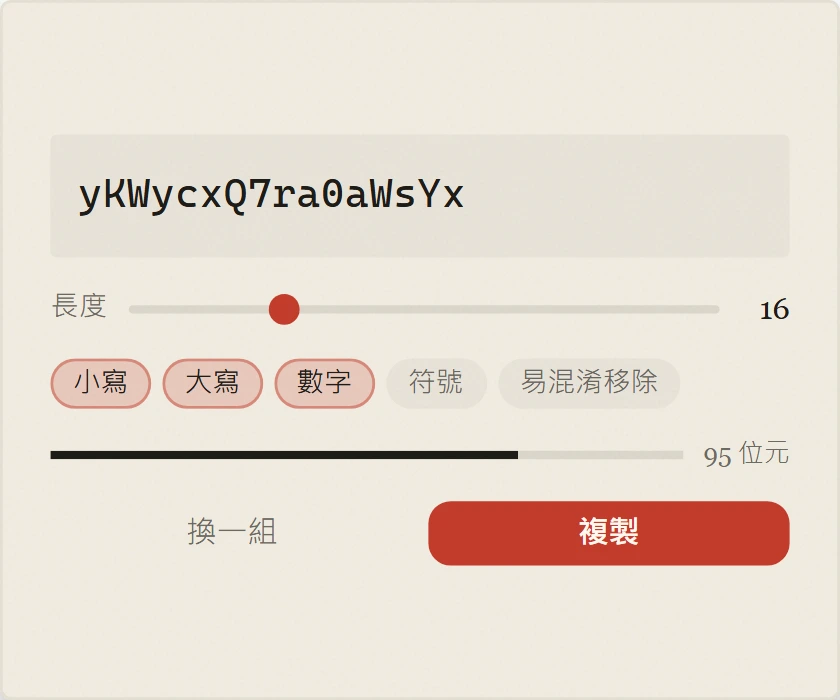 yKWycxQ7ra0aWsYx
長度 16
小寫 大寫 數字 符號 易混淆移除
95 位元
換一組 複製